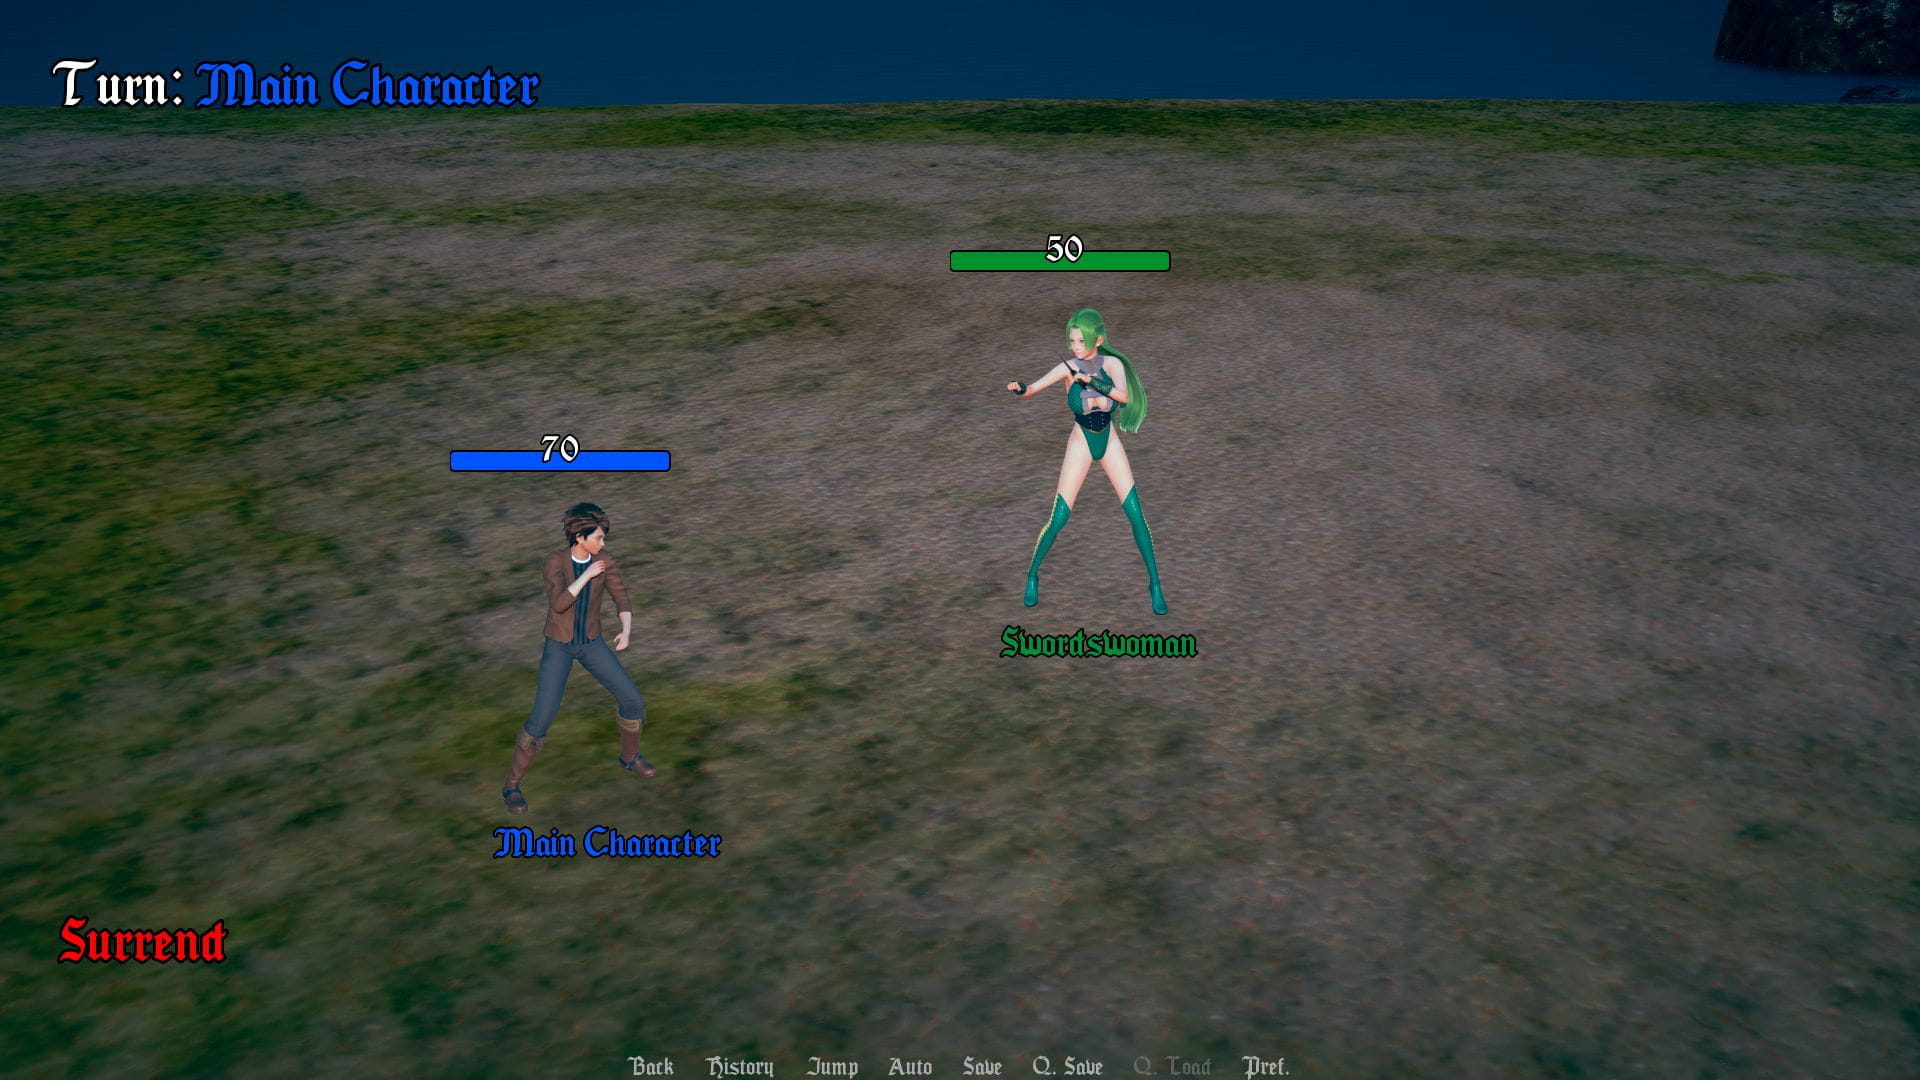 Turn: Main Character
50
70
Swordswoman
Main Character
Surrend
Back History Jump Auto Save Q. Save Q. Load Pref.